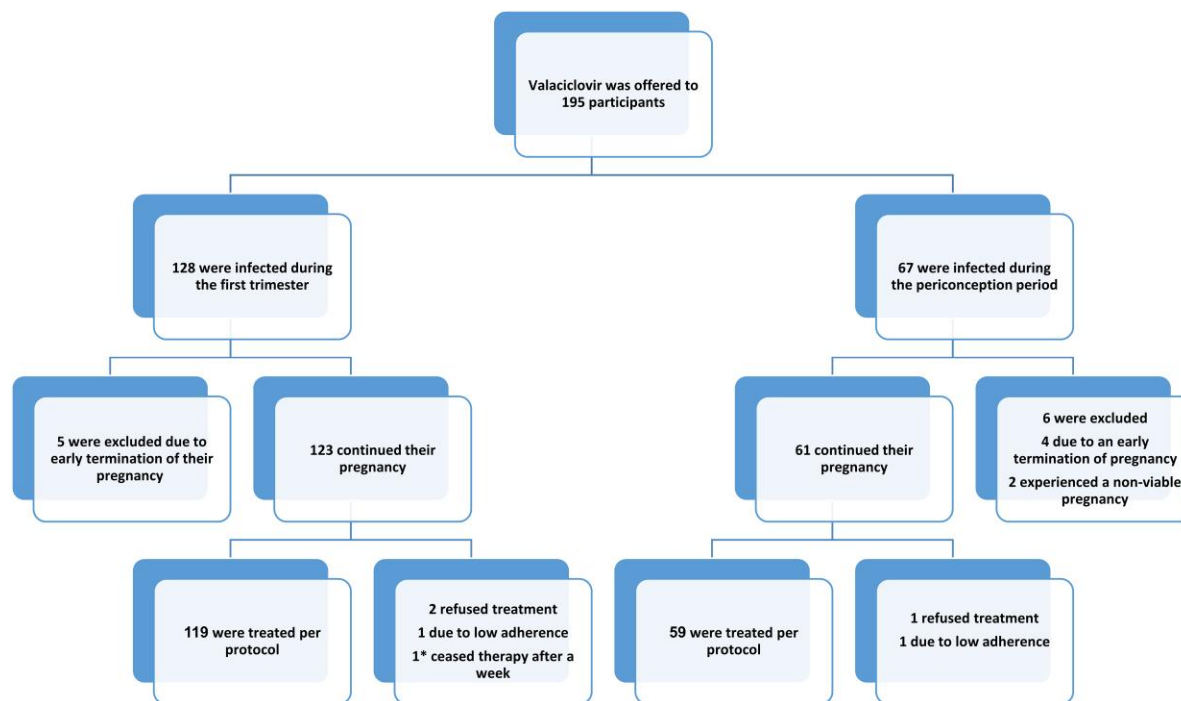 Valaciclovir was offered to
195 participants
128 were infected during
the first trimester
67 were infected during
the periconception period
5 were excluded due to
early termination of their
pregnancy
123 continued their
pregnancy
61 continued their
pregnancy
6 were excluded
4 due to an early
termination of pregnancy
2 experienced a non-viable
pregnancy
119 were treated per
protocol
2 refused treatment
1 due to low adherence
1* ceased therapy after a
week
59 were treated per
protocol
1 refused treatment
1 due to low adherence